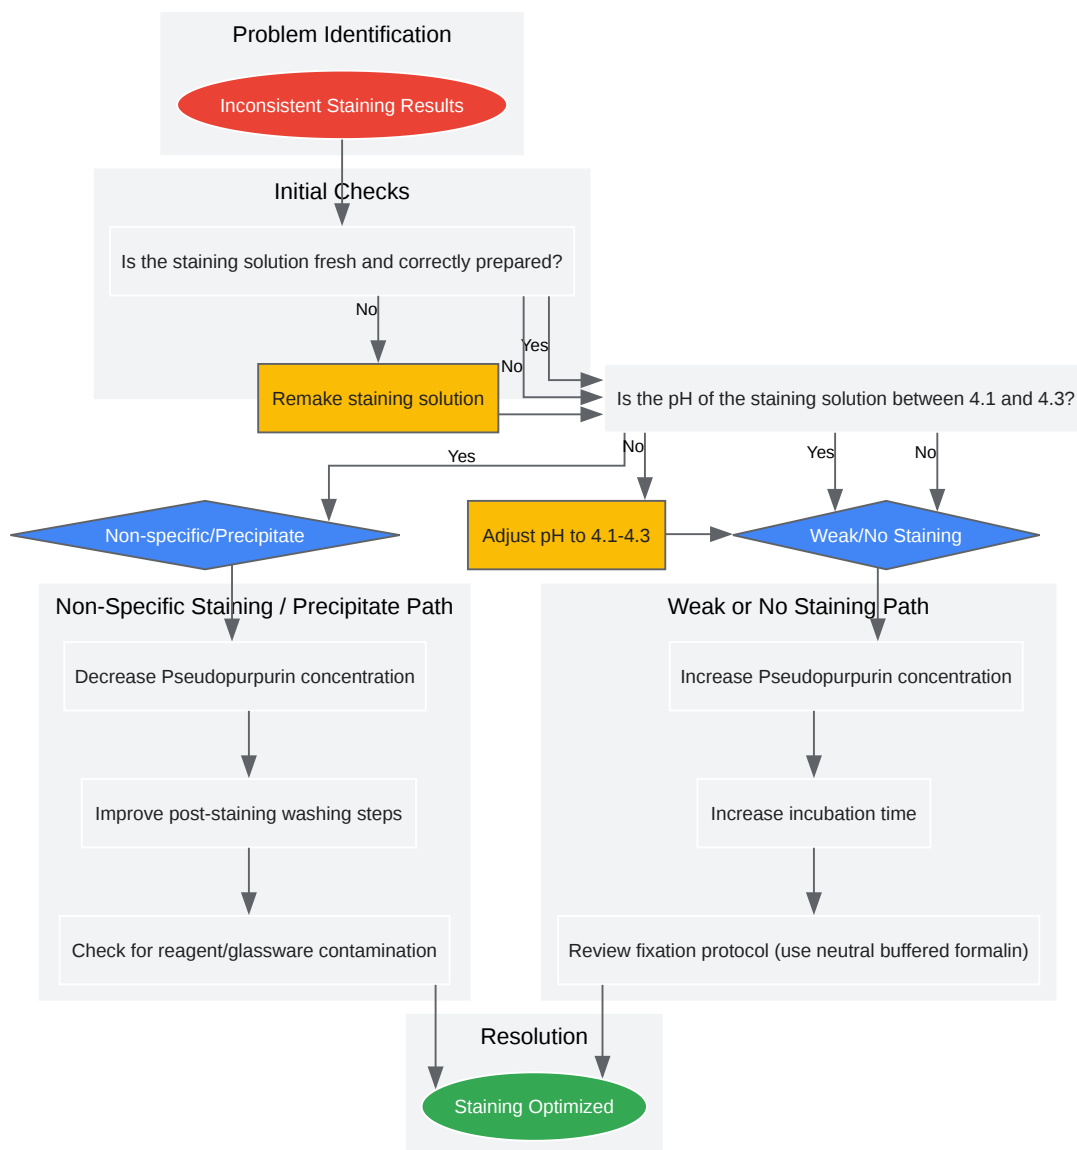 Problem Identification
Inconsistent Staining Results
Initial Checks
Is the staining solution fresh and correctly prepared?
No
Yes
No
Remake staining solution
Is the pH of the staining solution between 4.1 and 4.3?
Yes
No
Yes
No
Non-specific/Precipitate
Adjust pH to 4.1-4.3
Weak/No Staining
Non-Specific Staining / Precipitate Path
Weak or No Staining Path
Decrease Pseudopurpurin concentration
Increase Pseudopurpurin concentration
Improve post-staining washing steps
Increase incubation time
Check for reagent/glassware contamination
Review fixation protocol (use neutral buffered formalin)
Resolution
Staining Optimized